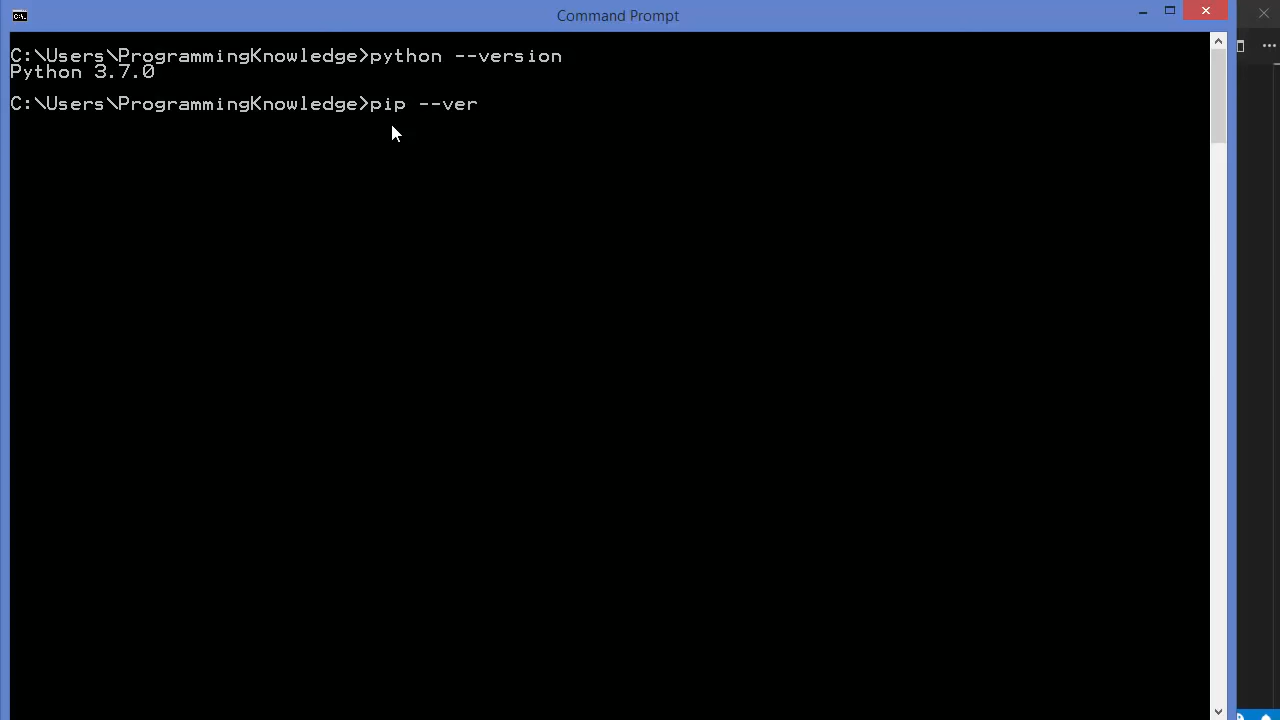 Command Prompt
C:\Users\ProgrammingKnowledge>python --version
Python 3.7.0
C:\Users\ProgrammingKnowledge>pip --ver